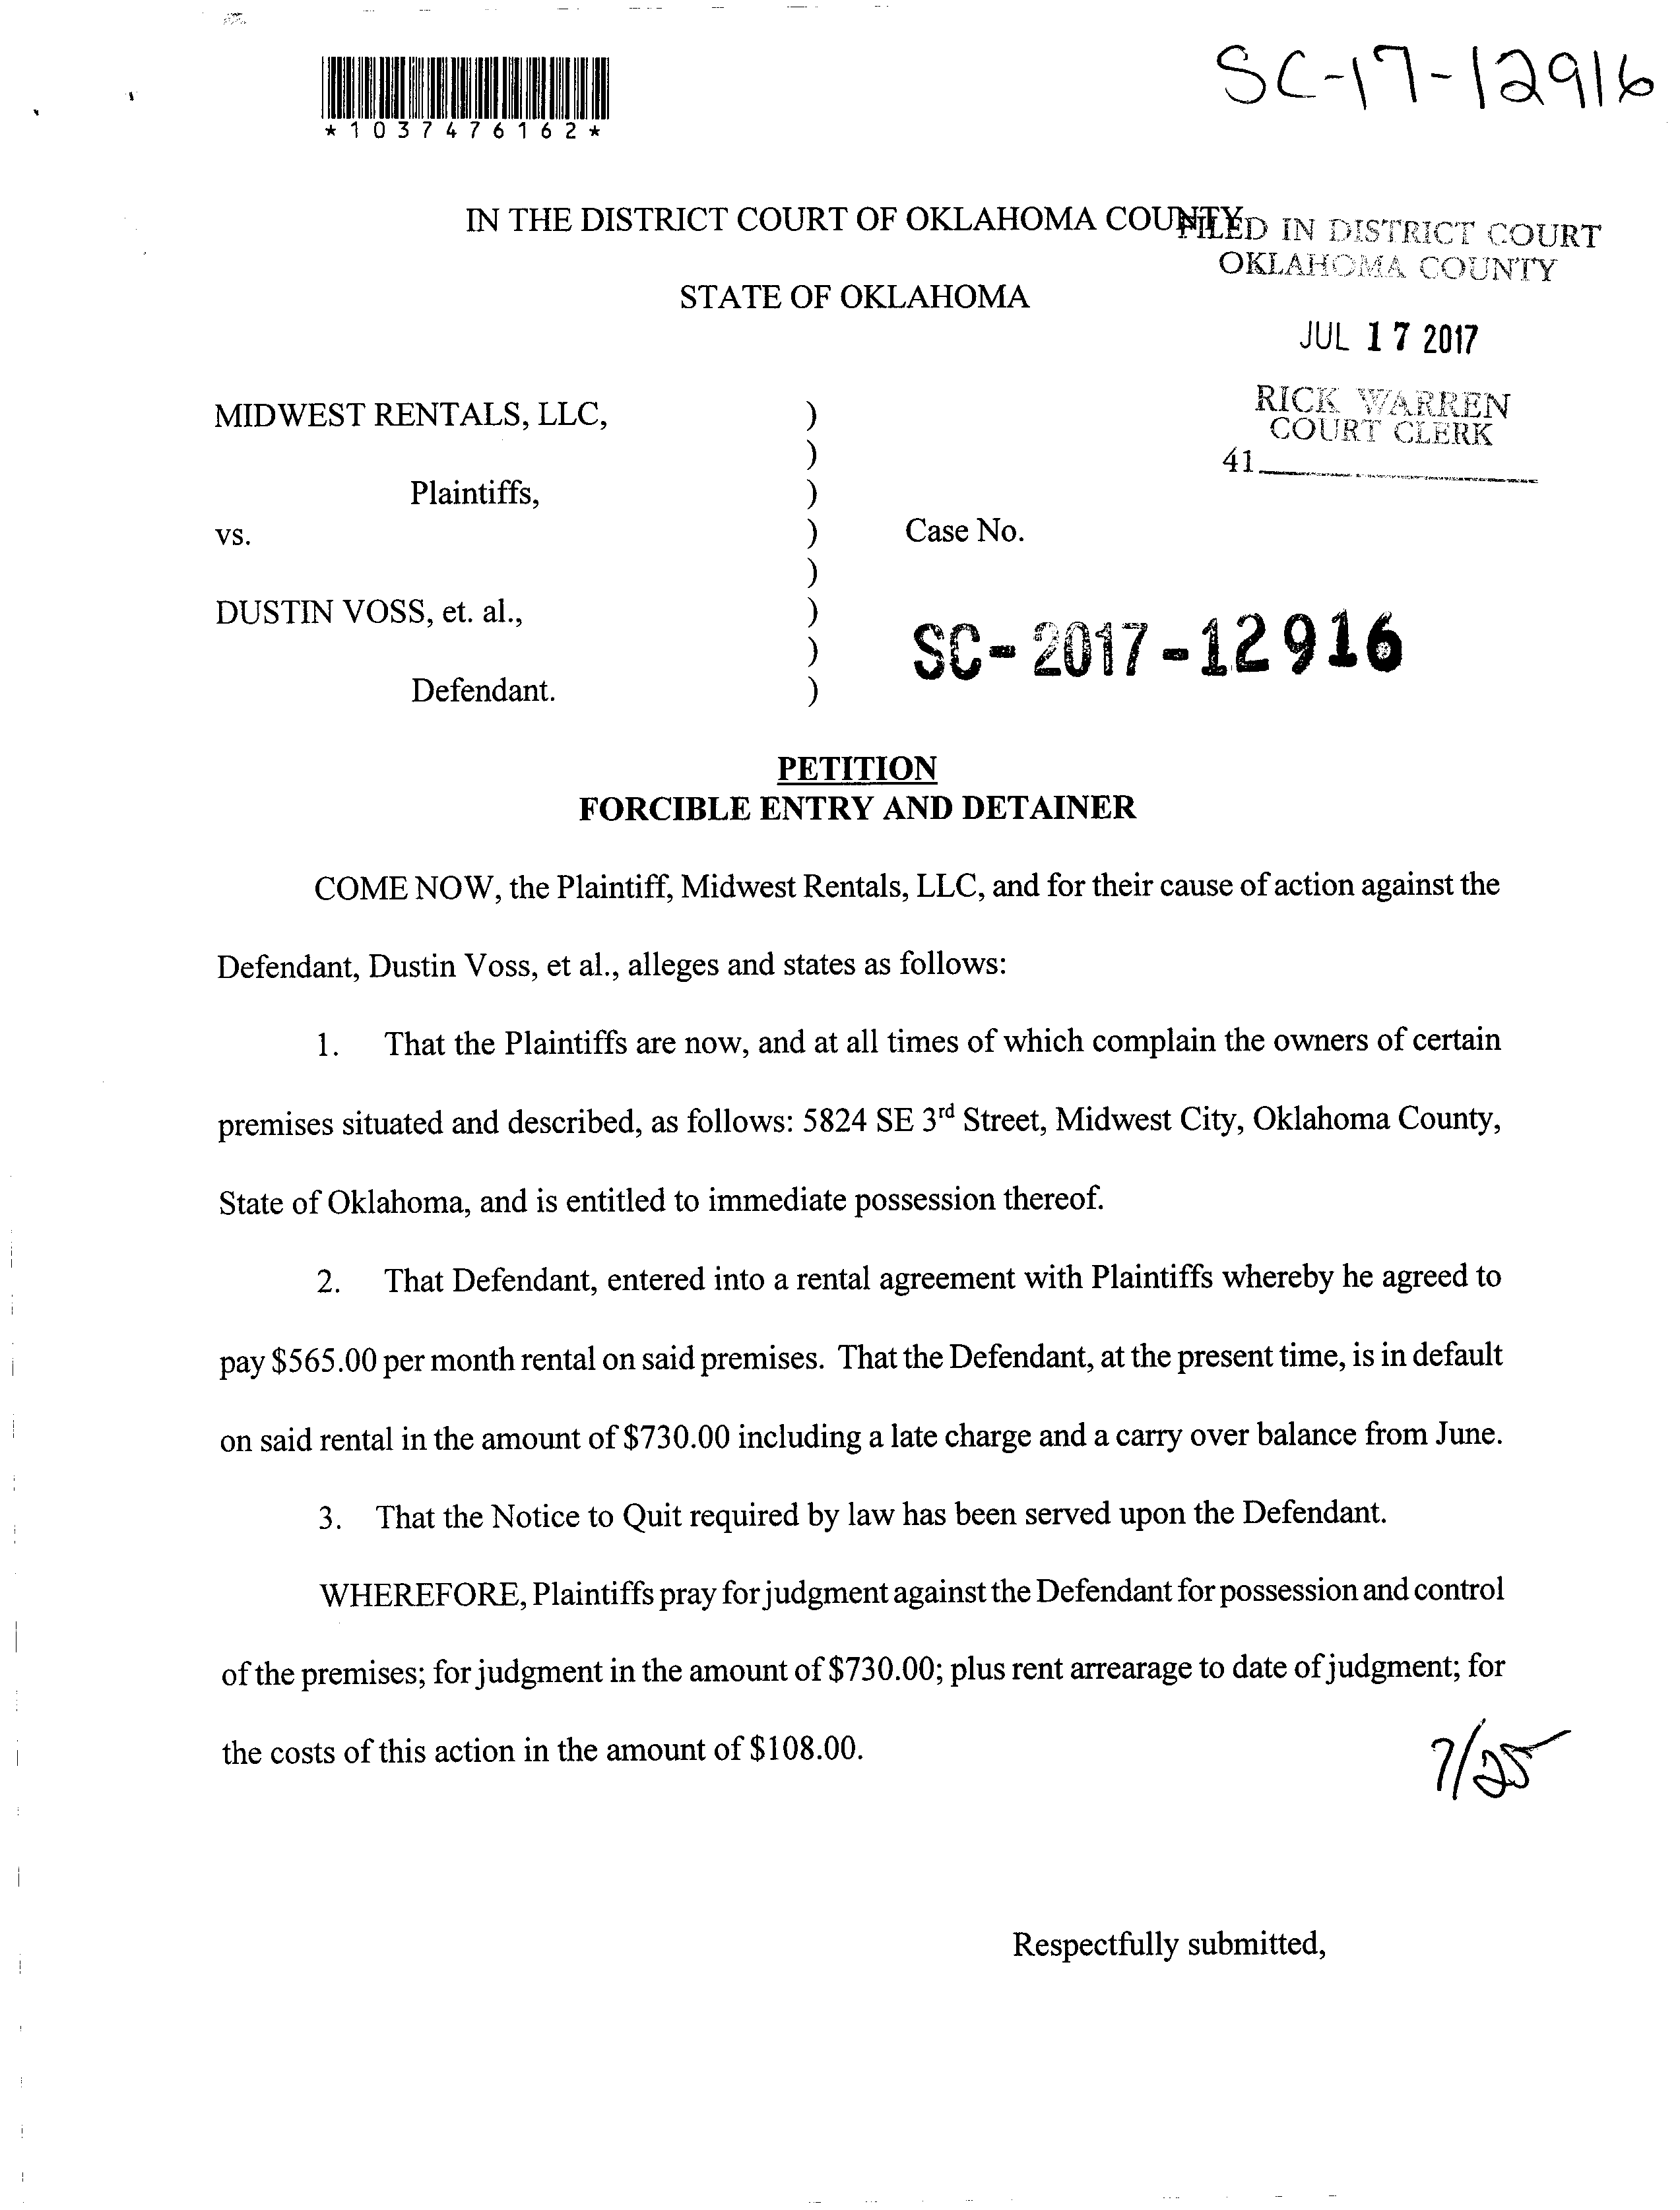 SC-17-12916
*1037476162*
IN THE DISTRICT COURT OF OKLAHOMA COUNTY
FILED IN DISTRICT COURT
OKLAHOMA COUNTY
STATE OF OKLAHOMA
JUL 17 2017
RICK WARREN
COURT CLERK
41
MIDWEST RENTALS, LLC, )
)
Plaintiffs, )
vs. ) Case No.
)
DUSTIN VOSS, et. al., )
) SC-2017-12916
Defendant. )
PETITION
FORCIBLE ENTRY AND DETAINER
COME NOW, the Plaintiff, Midwest Rentals, LLC, and for their cause of action against the
Defendant, Dustin Voss, et al., alleges and states as follows:
1. That the Plaintiffs are now, and at all times of which complain the owners of certain
premises situated and described, as follows: 5824 SE 3rd Street, Midwest City, Oklahoma County,
State of Oklahoma, and is entitled to immediate possession thereof.
2. That Defendant, entered into a rental agreement with Plaintiffs whereby he agreed to
pay $565.00 per month rental on said premises. That the Defendant, at the present time, is in default
on said rental in the amount of $730.00 including a late charge and a carry over balance from June.
3. That the Notice to Quit required by law has been served upon the Defendant.
WHEREFORE, Plaintiffs pray for judgment against the Defendant for possession and control
of the premises; for judgment in the amount of $730.00; plus rent arrearage to date of judgment; for
the costs of this action in the amount of $108.00.
7/25
Respectfully submitted,